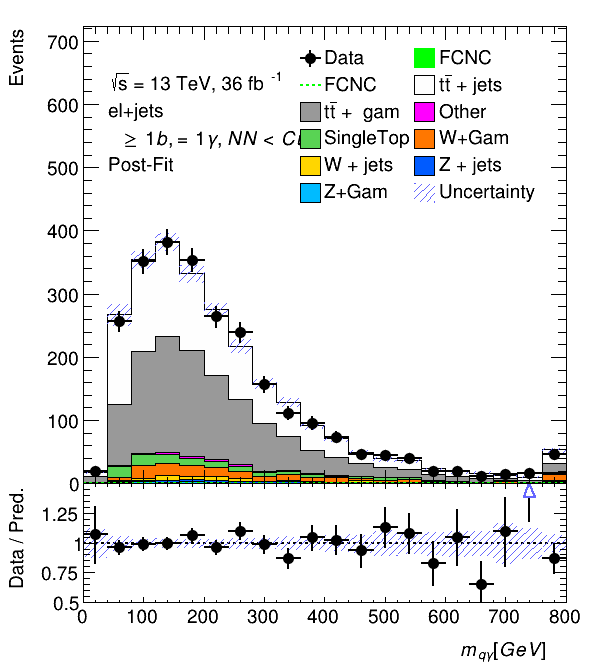 Events
700
600
500
400
300
200
100
0
√s = 13 TeV, 36 fb -1
el+jets
≥ 1b, = 1γ, NN &lt; 
Post-Fit
Data
FCNC
FCNC
tt̄ + jets
tt̄ + gam
Other
SingleTop
W+Gam
W + jets
Z + jets
Z+Gam
Uncertainty
Data / Pred.
1.25
1
0.75
0.5
0 100 200 300 400 500 600 700 800
m qγ [GeV]